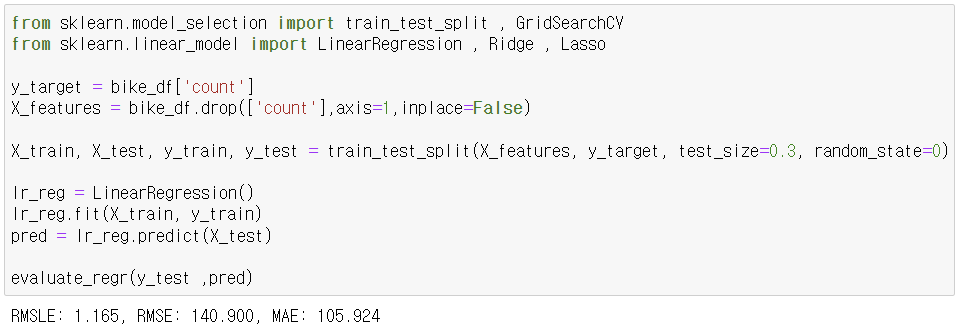 from sklearn.model_selection import train_test_split , GridSearchCV
from sklearn.linear_model import LinearRegression , Ridge , Lasso
y_target = bike_df['count']
X_features = bike_df.drop(['count'],axis=1,inplace=False)
X_train, X_test, y_train, y_test = train_test_split(X_features, y_target, test_size=0.3, random_state=0)
lr_reg = LinearRegression()
lr_reg.fit(X_train, y_train)
pred = lr_reg.predict(X_test)
evaluate_regr(y_test ,pred)
RMSLE: 1.165, RMSE: 140.900, MAE: 105.924